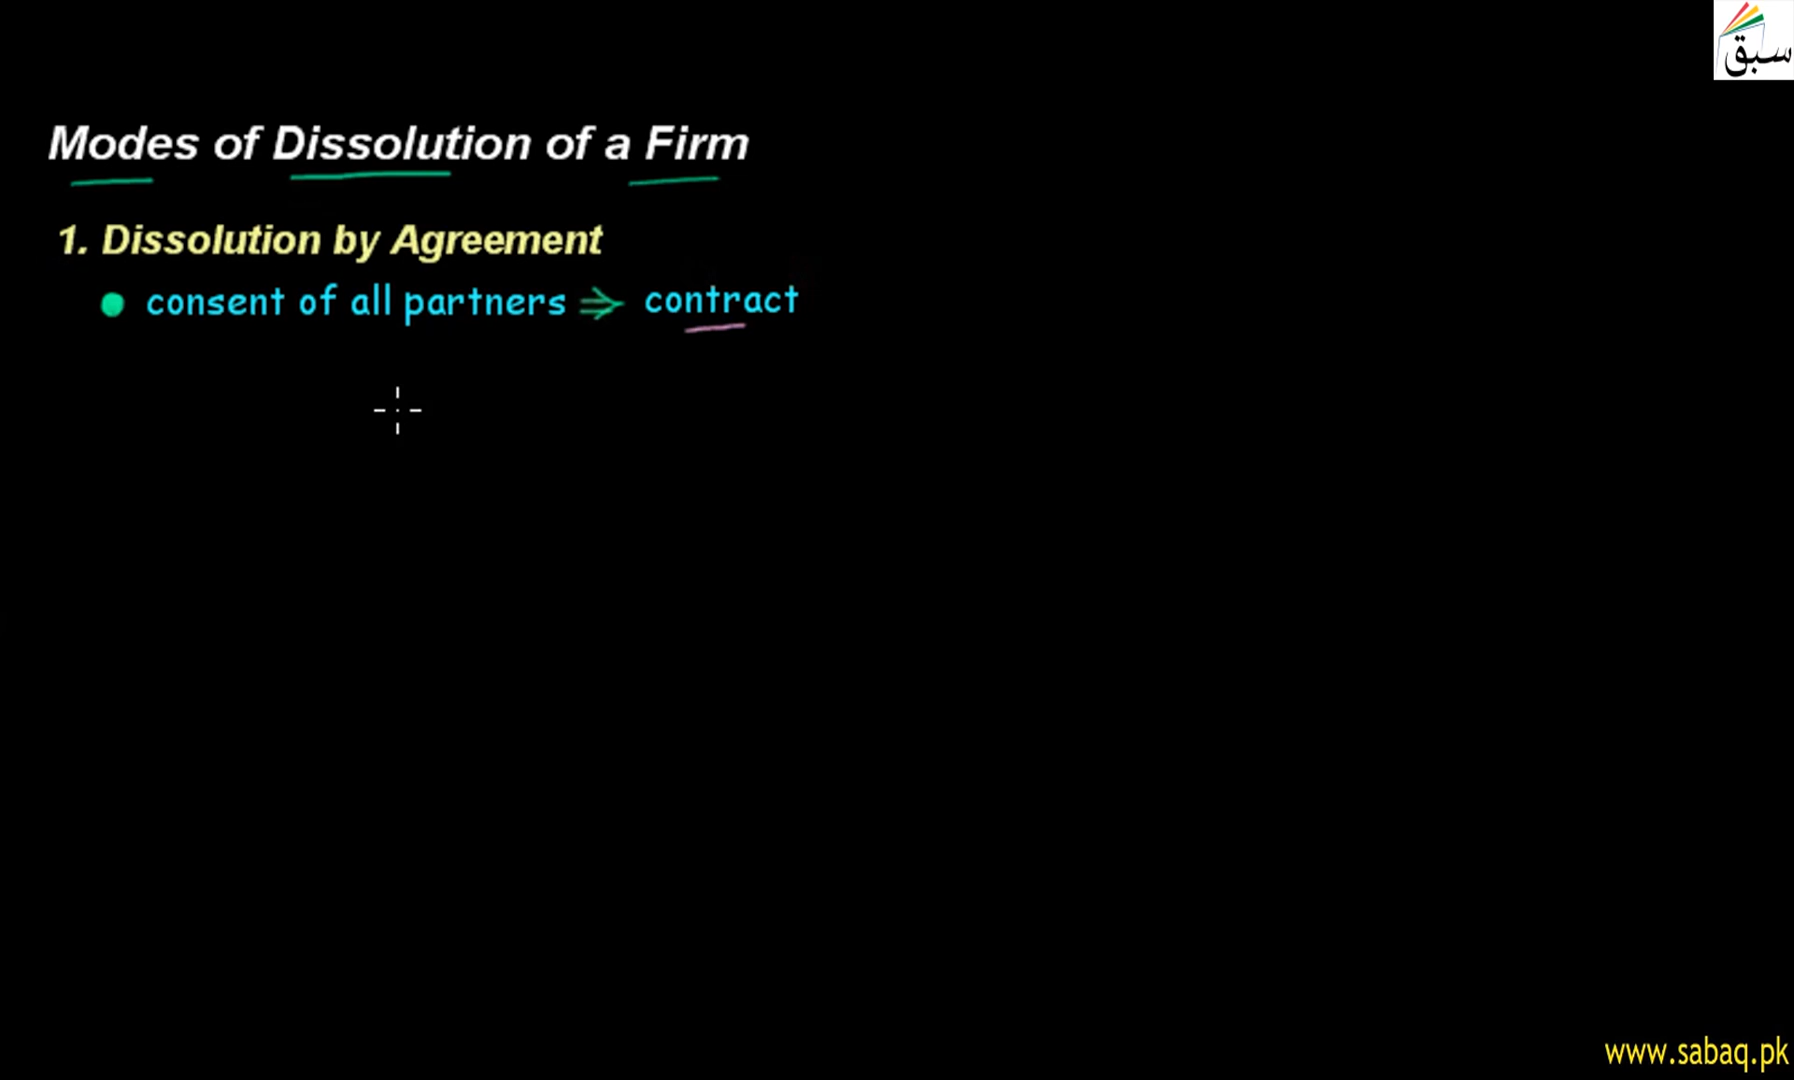 سبق
Modes of Dissolution of a Firm
1. Dissolution by Agreement
consent of all partners ⇒ contract
www.sabaq.pk